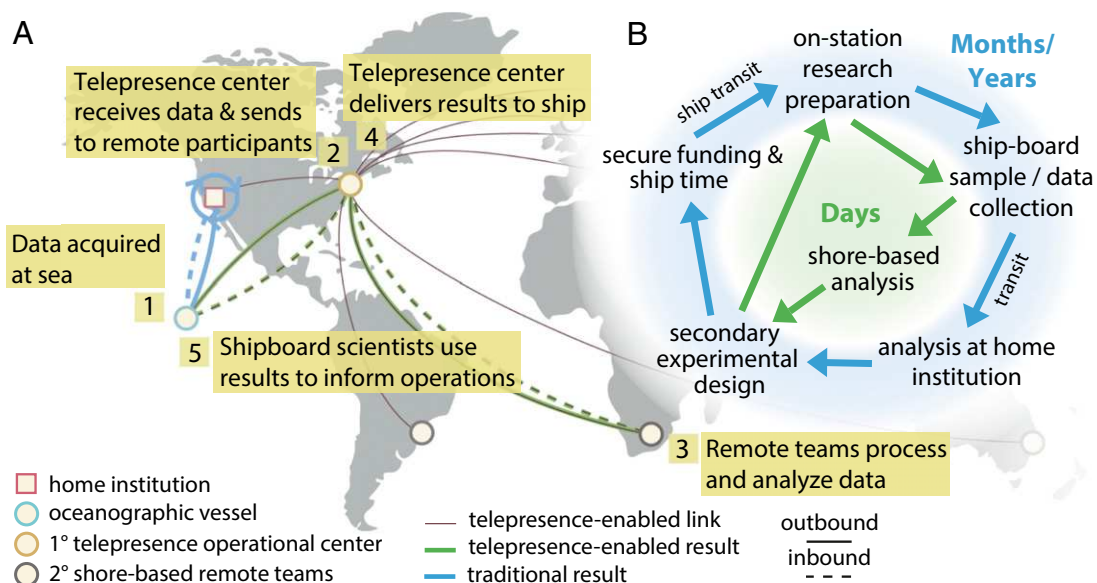 A
Telepresence center
receives data & sends
to remote participants
2
Telepresence center
delivers results to ship
4
Data acquired
at sea
1
5
Shipboard scientists use
results to inform operations
3
Remote teams process
and analyze data
home institution
oceanographic vessel
1° telepresence operational center
2° shore-based remote teams
telepresence-enabled link
telepresence-enabled result
traditional result
outbound
inbound
B
Months/
Years
on-station
research
preparation
ship transit
secure funding &
ship time
ship-board
sample / data
collection
Days
shore-based
analysis
transit
secondary
experimental
design
analysis at home
institution